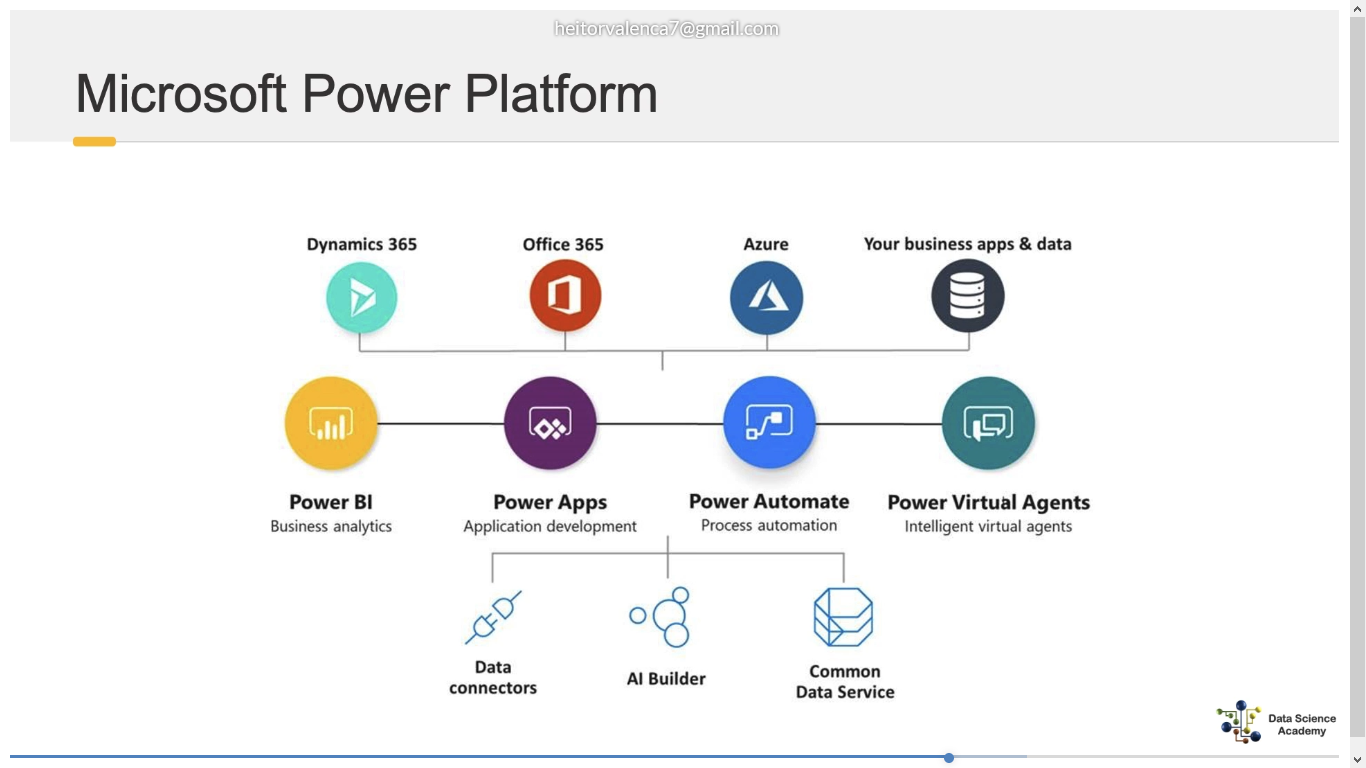 heitorvalenca7@gmail.com
Microsoft Power Platform
Dynamics 365
Office 365
Azure
Your business apps & data
Power BI
Business analytics
Power Apps
Application development
Power Automate
Process automation
Power Virtual Agents
Intelligent virtual agents
Data
connectors
AI Builder
Common
Data Service
Data Science
Academy